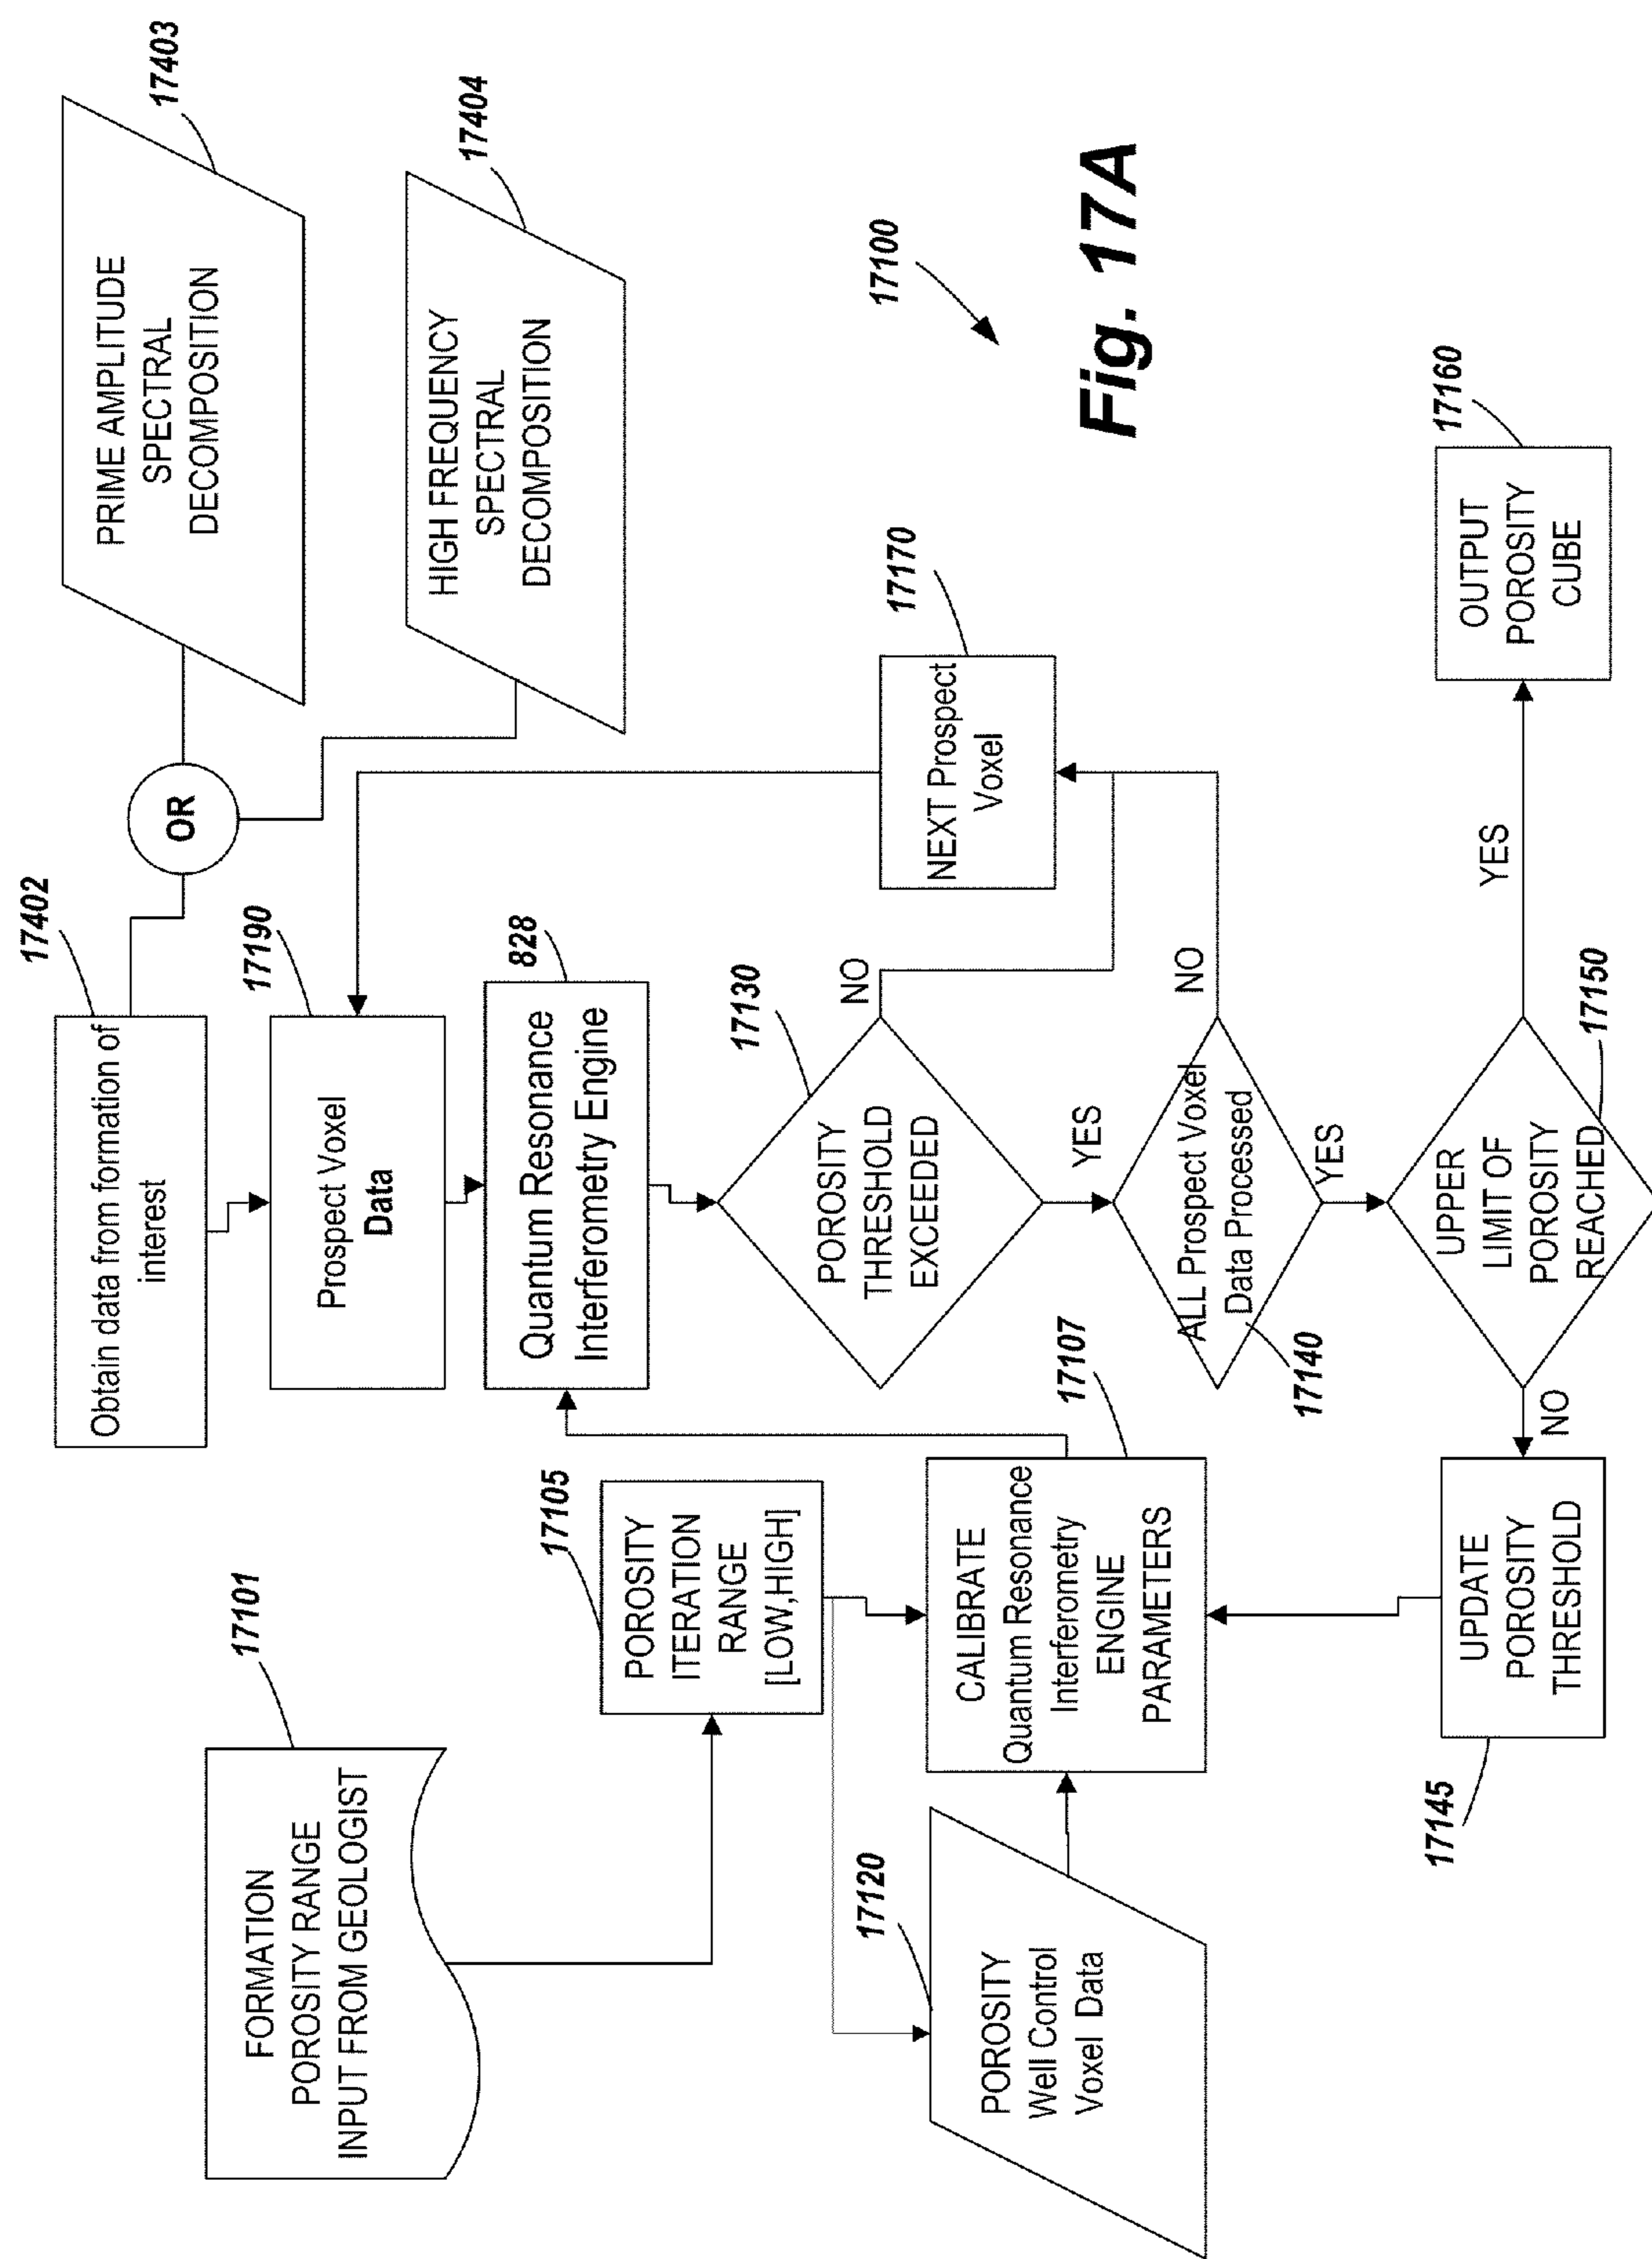 17402
Obtain data from formation of
interest
OR
17403
PRIME AMPLITUDE
SPECTRAL
DECOMPOSITION
17404
HIGH FREQUENCY
SPECTRAL
DECOMPOSITION
17190
Prospect Voxel
Data
828
Quantum Resonance
Interferometry Engine
17101
FORMATION
POROSITY RANGE
INPUT FROM GEOLOGIST
17105
POROSITY
ITERATION
RANGE
[LOW,HIGH]
17130
POROSITY
THRESHOLD
EXCEEDED
NO
YES
17170
NEXT Prospect
Voxel
17120
POROSITY
Well Control
Voxel Data
17107
CALIBRATE
Quantum Resonance
Interferometry
ENGINE
PARAMETERS
ALL Prospect Voxel
Data Processed
17140
NO
YES
17145
UPDATE
POROSITY
THRESHOLD
NO
UPPER
LIMIT OF
POROSITY
REACHED
17150
YES
17160
OUTPUT
POROSITY
CUBE
17100
Fig. 17A